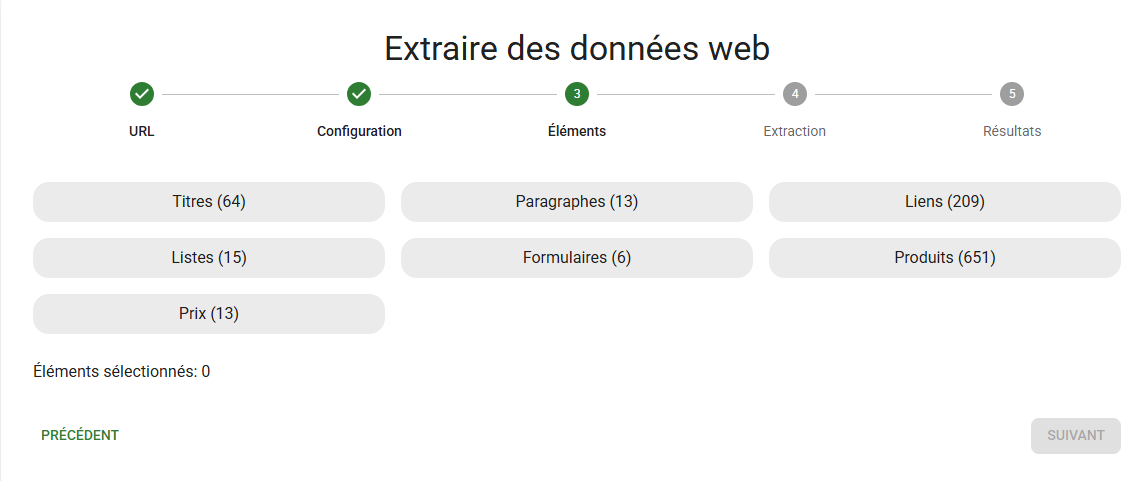 Extraire des données web
3 4 5
URL Configuration Éléments Extraction Résultats
Titres (64) Paragraphes (13) Liens (209)
Listes (15) Formulaires (6) Produits (651)
Prix (13)
Éléments sélectionnés: 0
PRÉCÉDENT SUIVANT